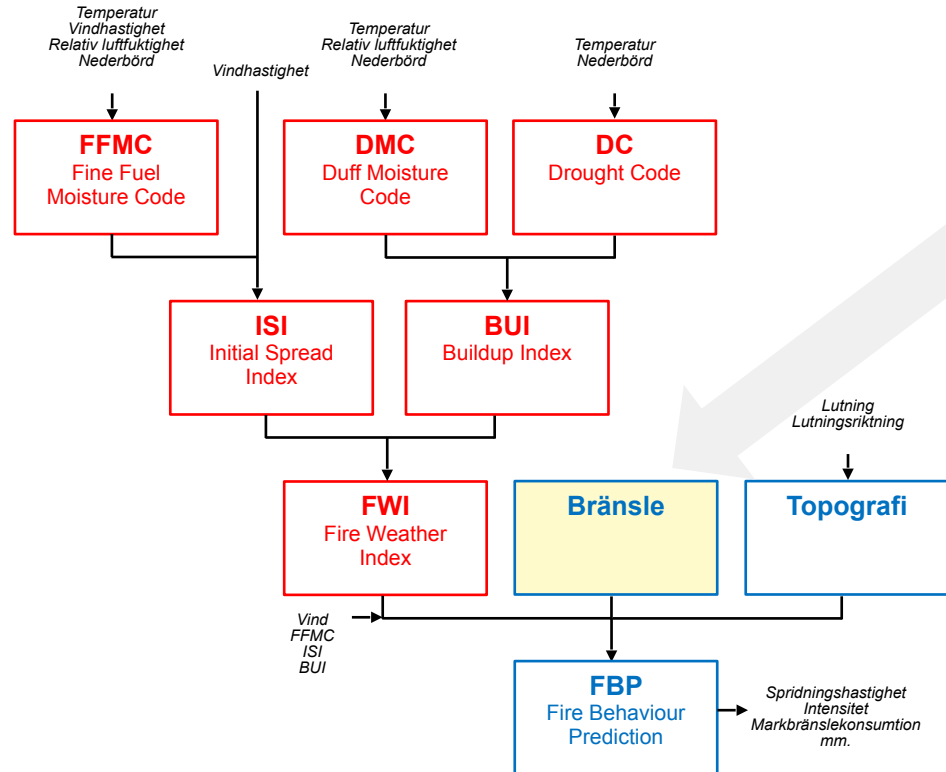 Temperatur
Vindhastighet
Relativ luftfuktighet
Nederbörd
Vindhastighet
Temperatur
Relativ luftfuktighet
Nederbörd
Temperatur
Nederbörd
FFMC
Fine Fuel
Moisture Code
DMC
Duff Moisture
Code
DC
Drought Code
ISI
Initial Spread
Index
BUI
Buildup Index
Lutning
Lutningsriktning
FWI
Fire Weather
Index
Bränsle
Topografi
Vind
FFMC
ISI
BUI
FBP
Fire Behaviour
Prediction
Spridningshastighet
Intensitet
Markbränslekonsumtion
mm.